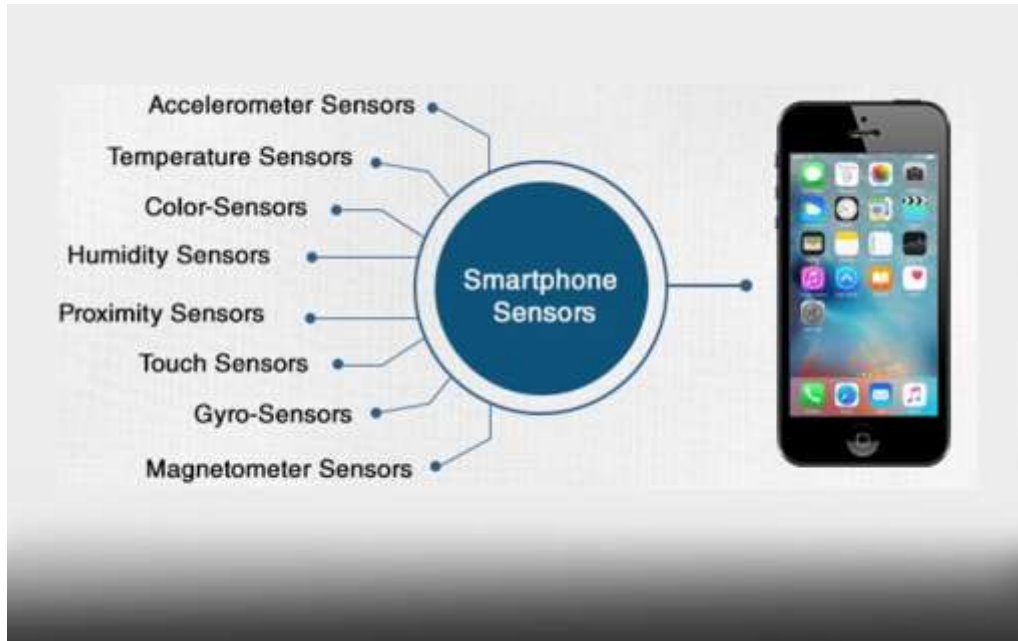 Accelerometer Sensors
Temperature Sensors
Color-Sensors
Humidity Sensors
Proximity Sensors
Touch Sensors
Gyro-Sensors
Magnetometer Sensors
Smartphone
Sensors